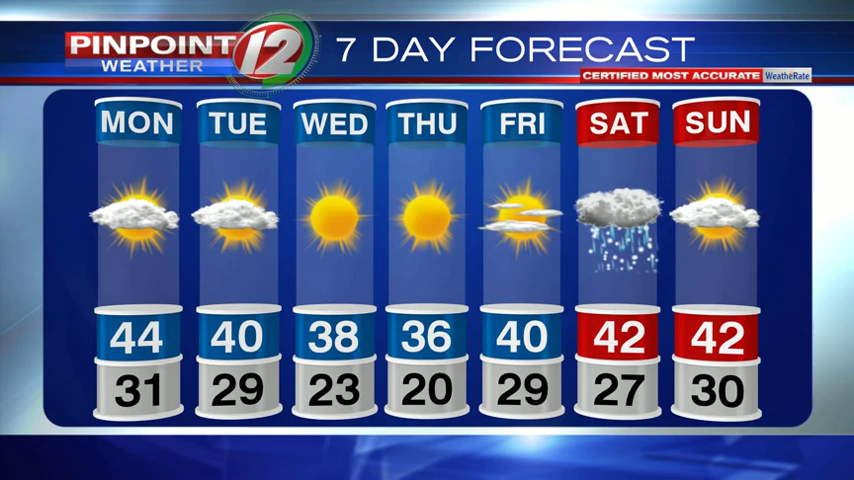 PINPOINT 12
WEATHER
7 DAY FORECAST
CERTIFIED MOST ACCURATE WeatheRate
MON TUE WED THU FRI SAT SUN
44 40 38 36 40 42 42
31 29 23 20 29 27 30